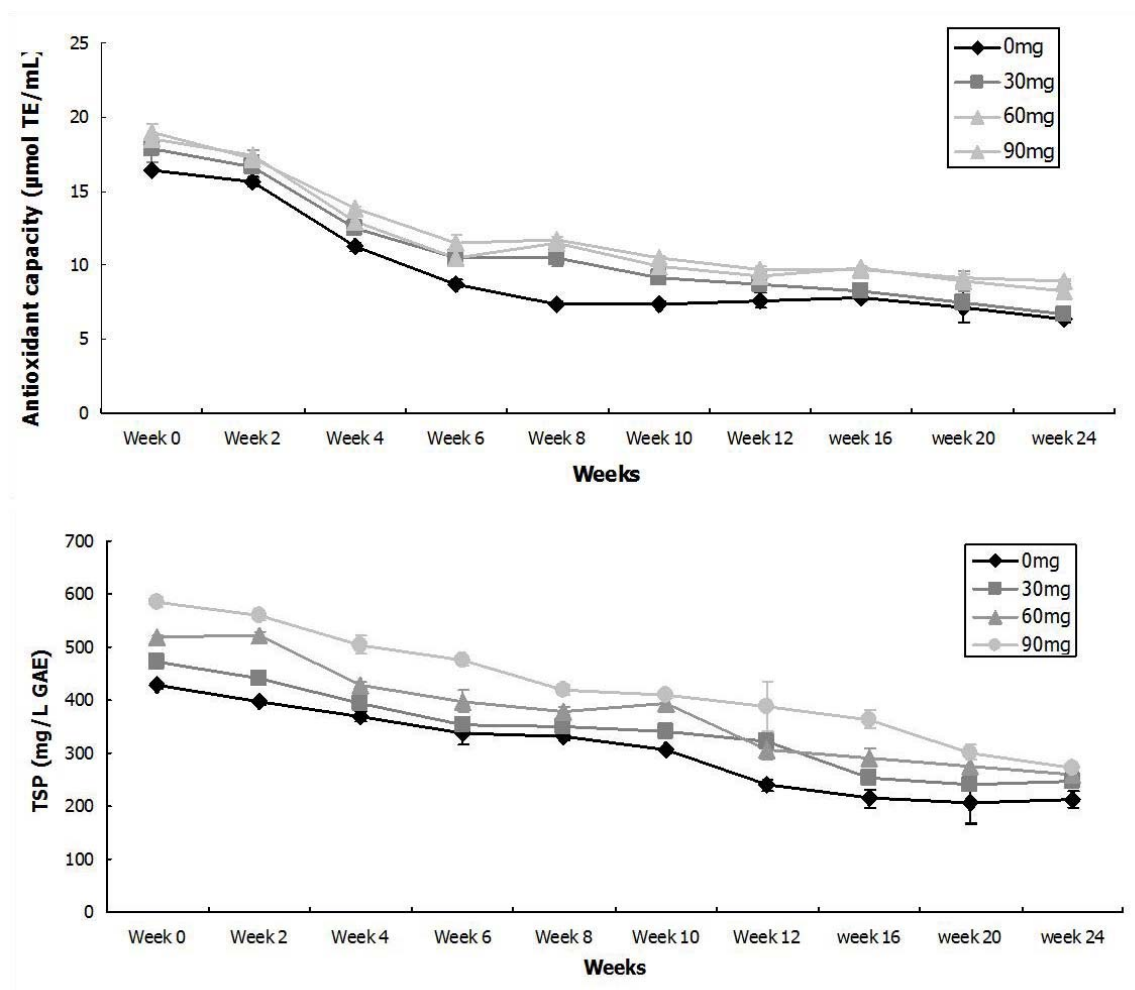 Antioxidant capacity (µmol TE/mL)
25
20
15
10
5
0
0mg
30mg
60mg
90mg
Week 0 Week 2 Week 4 Week 6 Week 8 Week 10 Week 12 week 16 week 20 week 24
Weeks
TSP (mg/L GAE)
700
600
500
400
300
200
100
0
0mg
30mg
60mg
90mg
Week 0 Week 2 Week 4 Week 6 Week 8 Week 10 Week 12 week 16 week 20 week 24
Weeks